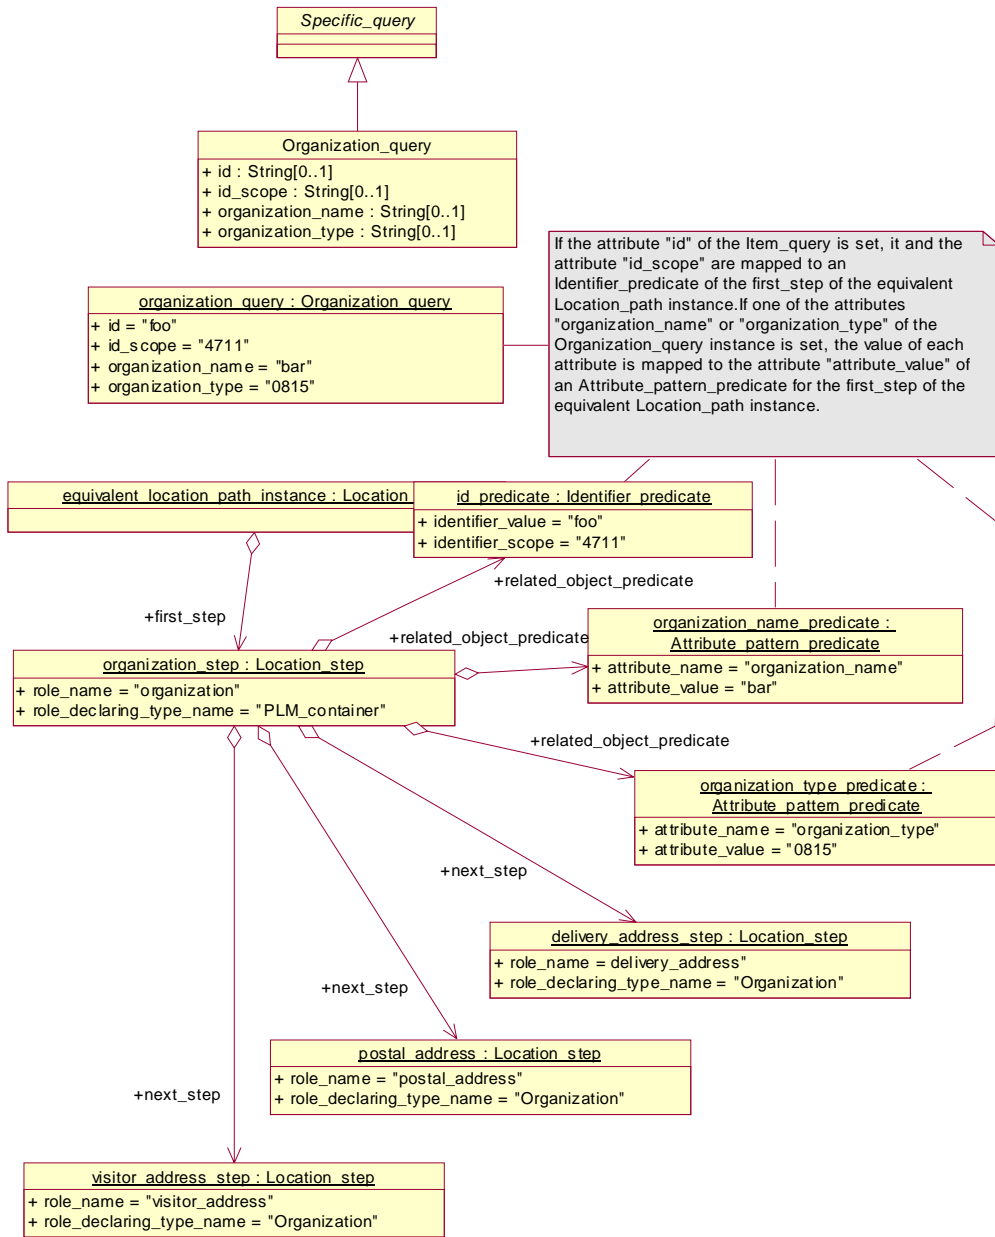 Specific_query
Organization_query
+ id : String[0..1]
+ id_scope : String[0..1]
+ organization_name : String[0..1]
+ organization_type : String[0..1]
If the attribute "id" of the Item_query is set, it and the
attribute "id_scope" are mapped to an
Identifier_predicate of the first_step of the equivalent
Location_path instance.If one of the attributes
"organization_name" or "organization_type" of the
Organization_query instance is set, the value of each
attribute is mapped to the attribute "attribute_value" of
an Attribute_pattern_predicate for the first_step of the
equivalent Location_path instance.
organization_query : Organization_query
+ id = "foo"
+ id_scope = "4711"
+ organization_name = "bar"
+ organization_type = "0815"
equivalent_location_path_instance : Location
id_predicate : Identifier_predicate
+ identifier_value = "foo"
+ identifier_scope = "4711"
+related_object_predicate
+first_step
+related_object_predicate
organization_name_predicate :
Attribute_pattern_predicate
+ attribute_name = "organization_name"
+ attribute_value = "bar"
organization_step : Location_step
+ role_name = "organization"
+ role_declaring_type_name = "PLM_container"
+related_object_predicate
organization_type_predicate :
Attribute_pattern_predicate
+ attribute_name = "organization_type"
+ attribute_value = "0815"
+next_step
delivery_address_step : Location_step
+ role_name = delivery_address"
+ role_declaring_type_name = "Organization"
+next_step
postal_address : Location_step
+ role_name = "postal_address"
+ role_declaring_type_name = "Organization"
+next_step
visitor_address_step : Location_step
+ role_name = "visitor_address"
+ role_declaring_type_name = "Organization"